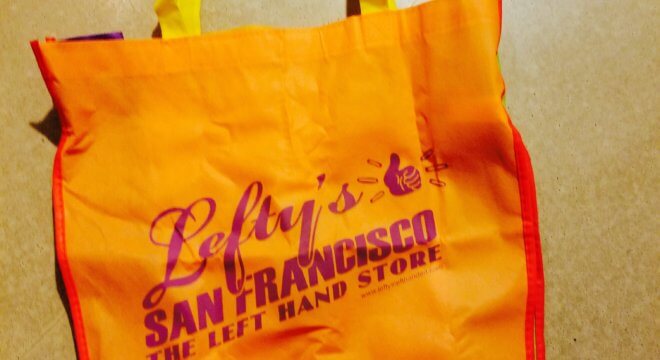 Lefty's
SAN FRANCISCO
THE LEFT HAND STORE